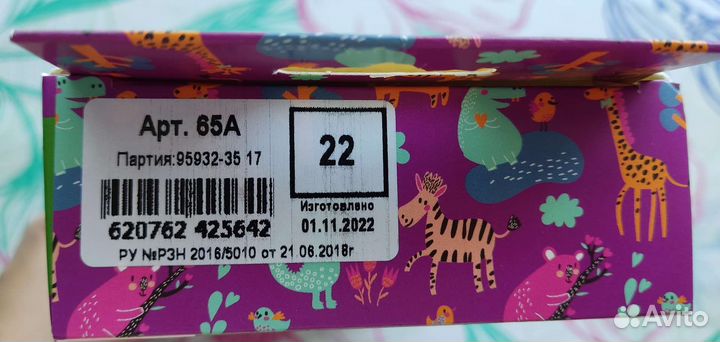 Арт. 65А
Партия:95932-35 17
620762 425642
22
Изготовлено
01.11.2022
РУ №РЗН 2016/5010 от 21.06.2018г
Avito